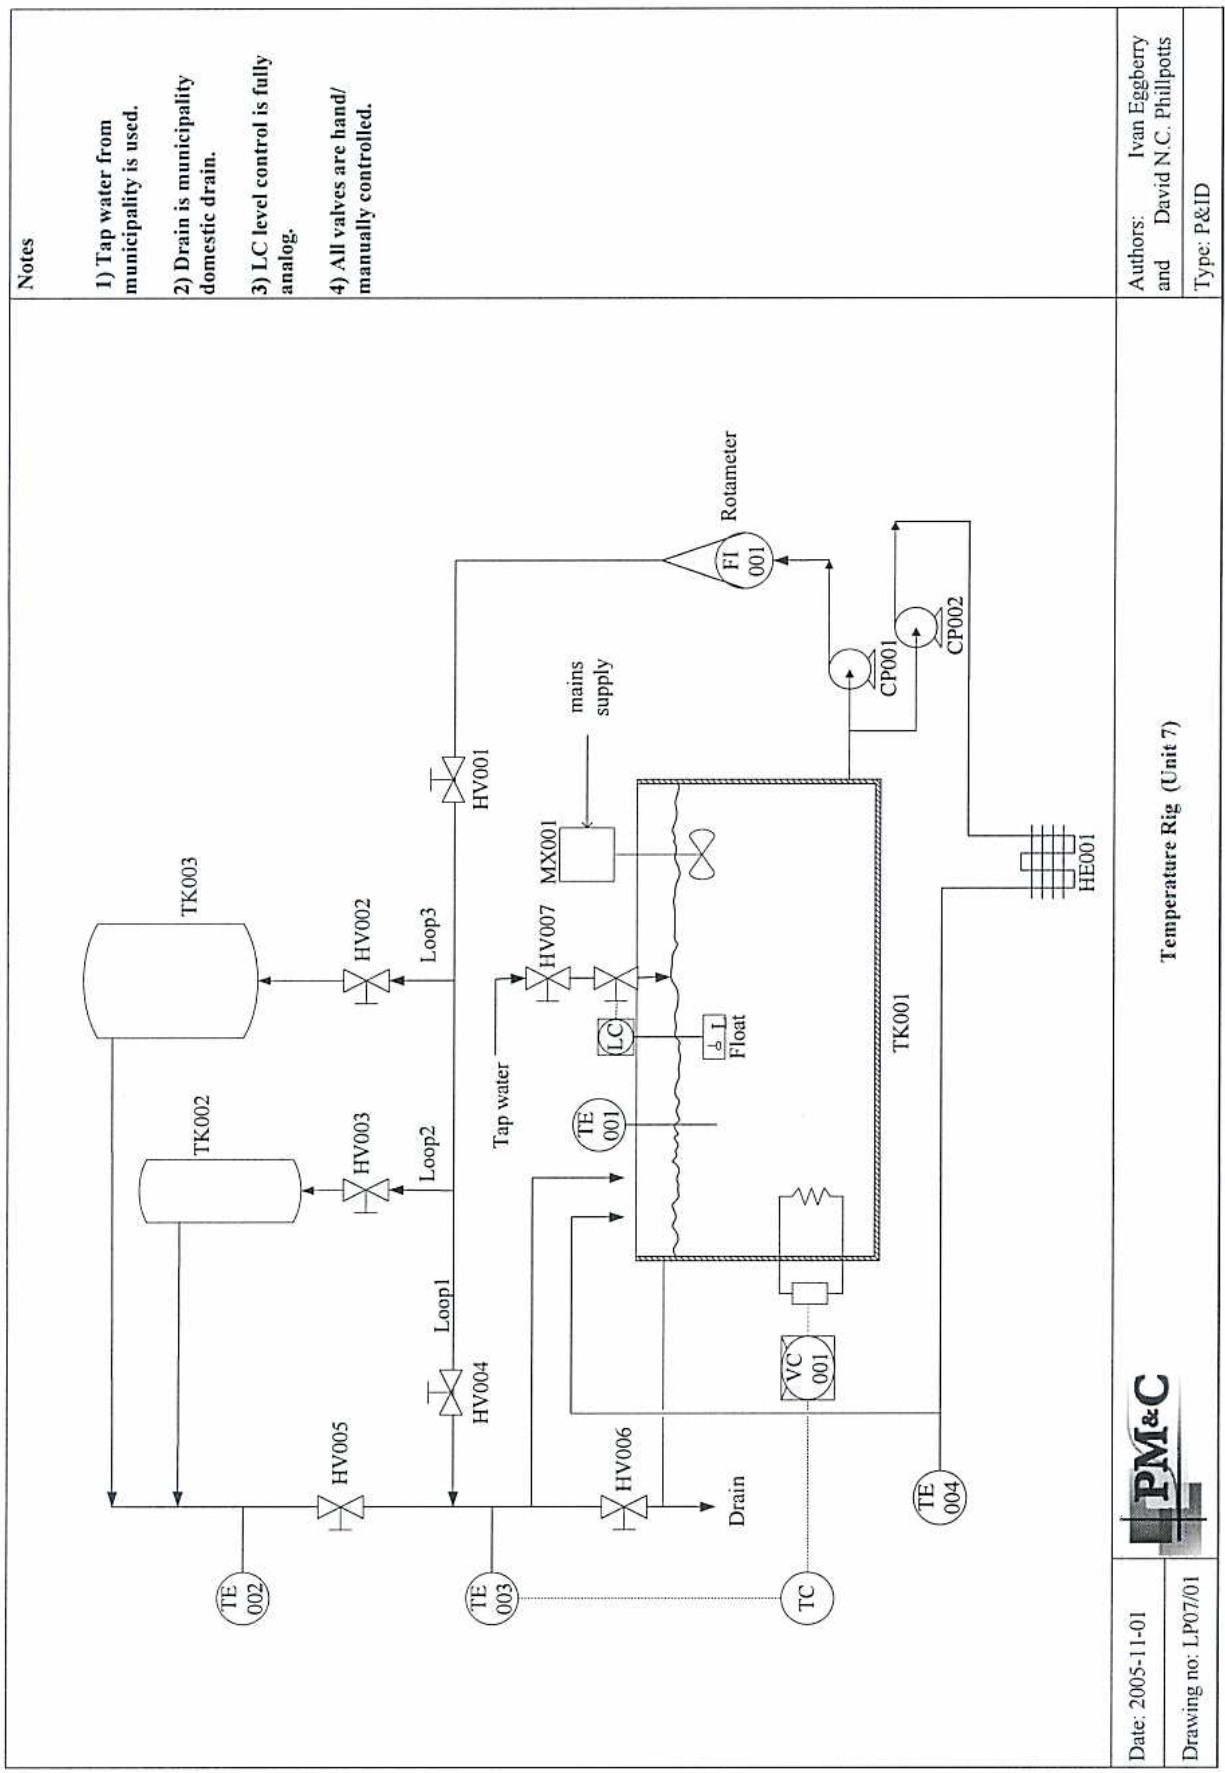 Notes
1) Tap water from
municipality is used.
2) Drain is municipality
domestic drain.
3) LC level control is fully
analog.
4) All valves are hand/
manually controlled.
TK003
TK002
HV002
HV003
Loop3
Loop2
Loop1
HV005
TE
002
HV004
HV001
TE
003
HV006
Drain
Tap water
HV007
MX001
mains
supply
LC
L
Float
TE
001
FI
001
Rotameter
CP001
CP002
TK001
VC
001
TC
TE
004
HE001
Date: 2005-11-01
Drawing no: LP07/01
PM&C
Temperature Rig (Unit 7)
Authors: Ivan Eggberry
and David N.C. Phillpotts
Type: P&ID